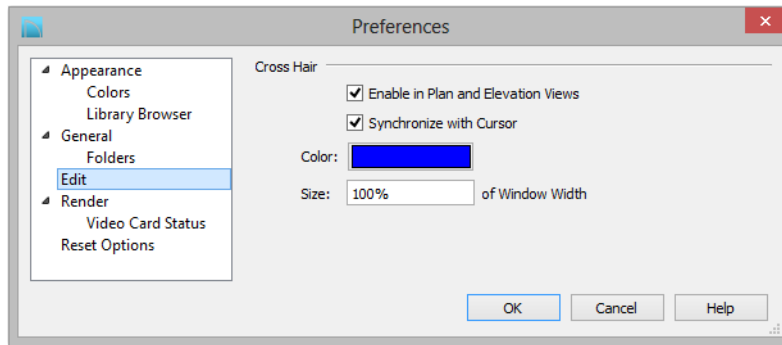 Preferences
Appearance
Colors
Library Browser
General
Folders
Edit
Render
Video Card Status
Reset Options
Cross Hair
Enable in Plan and Elevation Views
Synchronize with Cursor
Color:
Size: 100% of Window Width
OK Cancel Help